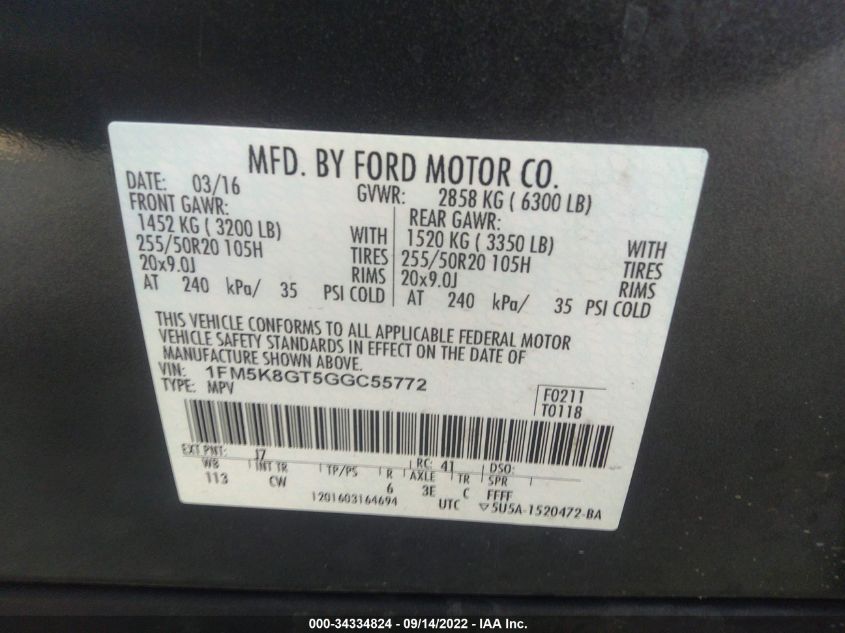 MFD. BY FORD MOTOR CO.
DATE: 03/16 GVWR: 2858 KG ( 6300 LB)
FRONT GAWR: REAR GAWR:
1452 KG ( 3200 LB) WITH 1520 KG ( 3350 LB) WITH
255/50R20 105H TIRES 255/50R20 105H TIRES
20x9.0J RIMS 20x9.0J RIMS
AT 240 kPa/ 35 PSI COLD AT 240 kPa/ 35 PSI COLD
THIS VEHICLE CONFORMS TO ALL APPLICABLE FEDERAL MOTOR
VEHICLE SAFETY STANDARDS IN EFFECT ON THE DATE OF
MANUFACTURE SHOWN ABOVE.
VIN: 1FM5K8GT5GGC55772
TYPE: MPV
F0211
T0118
EXT PNT: J7 RC: 41 DSO:
WB INT TR TP/PS R AXLE TR SPR
113 CW 6 3E C FFFF
1201603164694 UTC ▽5U5A-1520472-BA
000-34334824 - 09/14/2022 - IAA Inc.